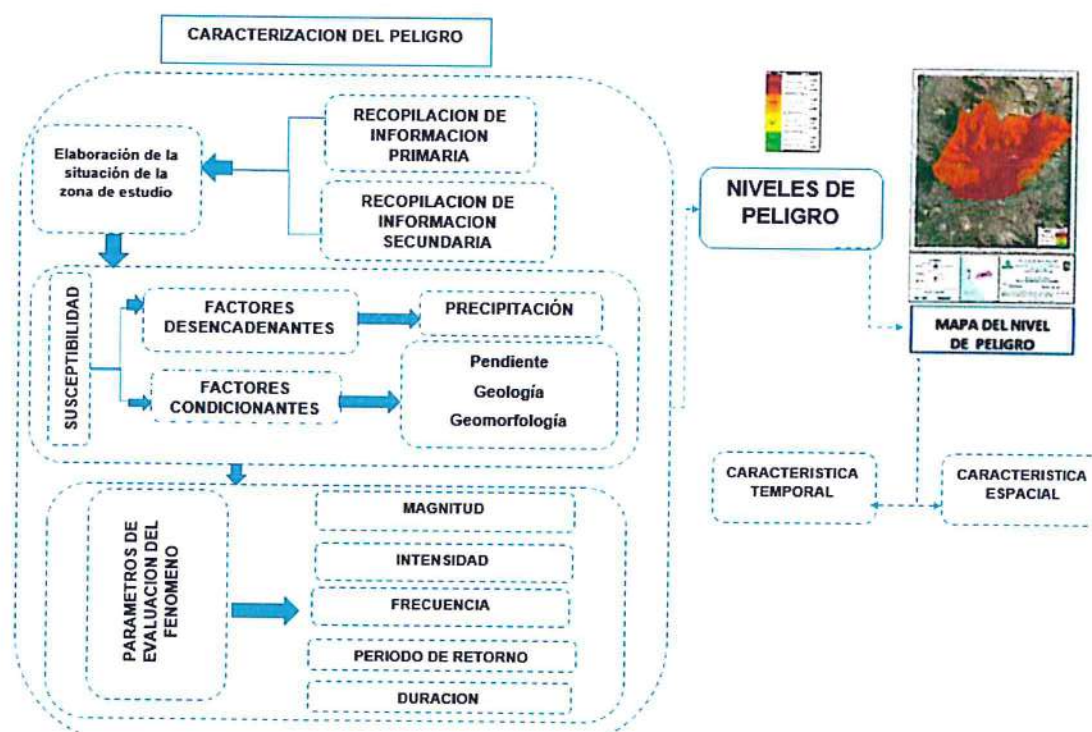 CARACTERIZACION DEL PELIGRO
RECOPILACION DE
INFORMACION
PRIMARIA
Elaboración de la
situación de la
zona de estudio
RECOPILACION DE
INFORMACION
SECUNDARIA
SUSCEPTIBILIDAD
FACTORES
DESENCADENANTES
PRECIPITACIÓN
FACTORES
CONDICIONANTES
Pendiente
Geología
Geomorfología
PARAMETROS DE
EVALUACION DEL
FENOMENO
MAGNITUD
INTENSIDAD
FRECUENCIA
PERIODO DE RETORNO
DURACION
NIVELES DE
PELIGRO
MAPA DEL NIVEL
DE PELIGRO
CARACTERISTICA
TEMPORAL
CARACTERISTICA
ESPACIAL